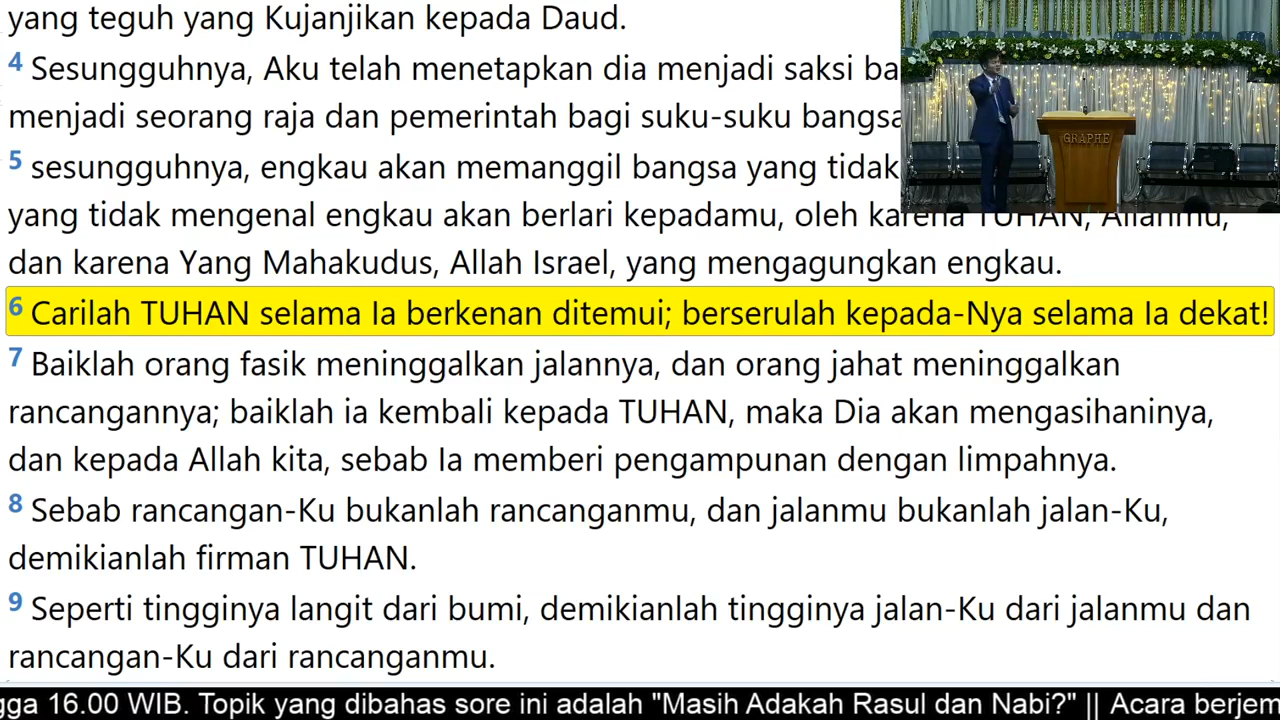 yang teguh yang Kujanjikan kepada Daud.
4 Sesungguhnya, Aku telah menetapkan dia menjadi saksi ba
menjadi seorang raja dan pemerintah bagi suku-suku bangsa
5 sesungguhnya, engkau akan memanggil bangsa yang tidak
yang tidak mengenal engkau akan berlari kepadamu, oleh karena TUHAN, Allahmu,
dan karena Yang Mahakudus, Allah Israel, yang mengagungkan engkau.
6 Carilah TUHAN selama Ia berkenan ditemui; berserulah kepada-Nya selama Ia dekat!
7 Baiklah orang fasik meninggalkan jalannya, dan orang jahat meninggalkan
rancangannya; baiklah ia kembali kepada TUHAN, maka Dia akan mengasihaninya,
dan kepada Allah kita, sebab Ia memberi pengampunan dengan limpahnya.
8 Sebab rancangan-Ku bukanlah rancanganmu, dan jalanmu bukanlah jalan-Ku,
demikianlah firman TUHAN.
9 Seperti tingginya langit dari bumi, demikianlah tingginya jalan-Ku dari jalanmu dan
rancangan-Ku dari rancanganmu.
GRAPHE
gga 16.00 WIB. Topik yang dibahas sore ini adalah "Masih Adakah Rasul dan Nabi?" || Acara berjem